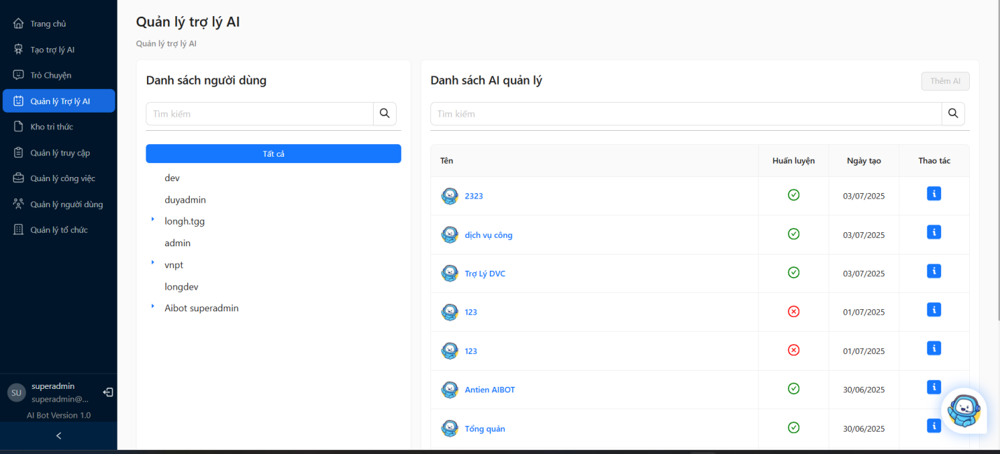 Trang chủ
Tạo trợ lý AI
Trò Chuyện
Quản lý Trợ lý AI
Kho tri thức
Quản lý truy cập
Quản lý công việc
Quản lý người dùng
Quản lý tổ chức
SU
superadmin
superadmin@...
AI Bot Version 1.0
Quản lý trợ lý AI
Quản lý trợ lý AI
Danh sách người dùng
Tìm kiếm
Tất cả
dev
duyadmin
longh.tgg
admin
vnpt
longdev
Aibot superadmin
Danh sách AI quản lý
Thêm AI
Tìm kiếm
Tên Huấn luyện Ngày tạo Thao tác
2323 03/07/2025
dịch vụ công 03/07/2025
Trợ Lý DVC 03/07/2025
123 01/07/2025
123 01/07/2025
Antien AIBOT 30/06/2025
Tổng quản 30/06/2025